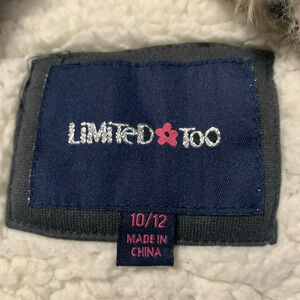 LiMiTeD TOO
10/12
MADE IN
CHINA